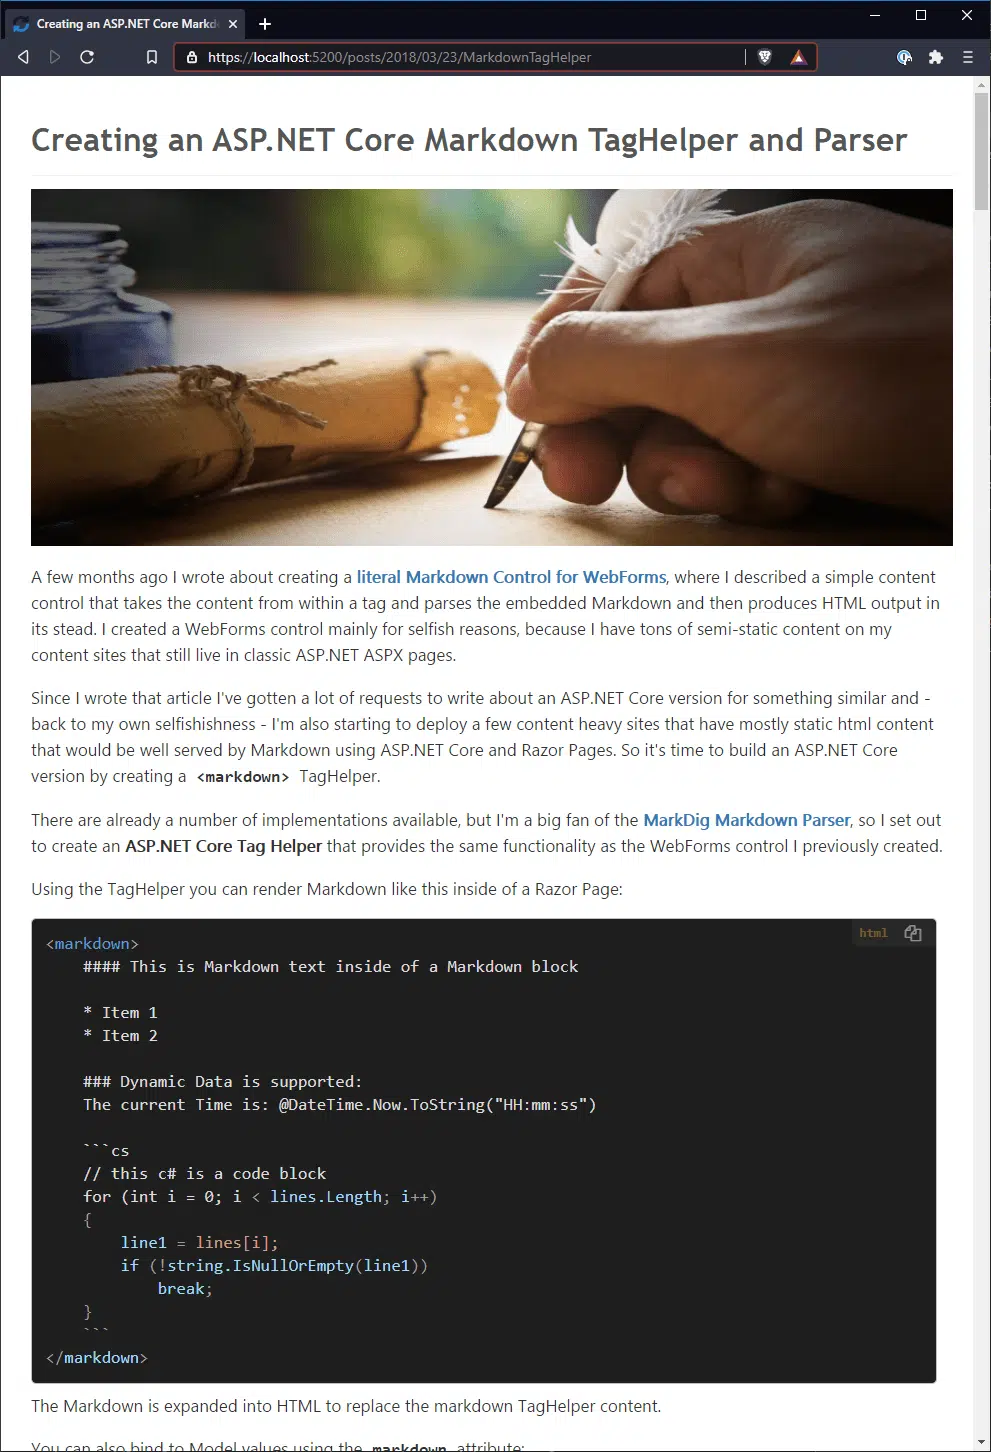 Creating an ASP.NET Core Markd
https://localhost:5200/posts/2018/03/23/MarkdownTagHelper
Creating an ASP.NET Core Markdown TagHelper and Parser
A few months ago I wrote about creating a literal Markdown Control for WebForms, where I described a simple content
control that takes the content from within a tag and parses the embedded Markdown and then produces HTML output in
its stead. I created a WebForms control mainly for selfish reasons, because I have tons of semi-static content on my
content sites that still live in classic ASP.NET ASPX pages.
Since I wrote that article I've gotten a lot of requests to write about an ASP.NET Core version for something similar and -
back to my own selfishishness - I'm also starting to deploy a few content heavy sites that have mostly static html content
that would be well served by Markdown using ASP.NET Core and Razor Pages. So it's time to build an ASP.NET Core
version by creating a <markdown> TagHelper.
There are already a number of implementations available, but I'm a big fan of the MarkDig Markdown Parser, so I set out
to create an ASP.NET Core Tag Helper that provides the same functionality as the WebForms control I previously created.
Using the TagHelper you can render Markdown like this inside of a Razor Page:
html
<markdown>
#### This is Markdown text inside of a Markdown block
* Item 1
* Item 2
### Dynamic Data is supported:
The current Time is: @DateTime.Now.ToString("HH:mm:ss")
```cs
// this c# is a code block
for (int i = 0; i < lines.Length; i++)
{
line1 = lines[i];
if (!string.IsNullOrEmpty(line1))
break;
}
```
</markdown>
The Markdown is expanded into HTML to replace the markdown TagHelper content.
You can also bind to Model values using the markdown attribute: